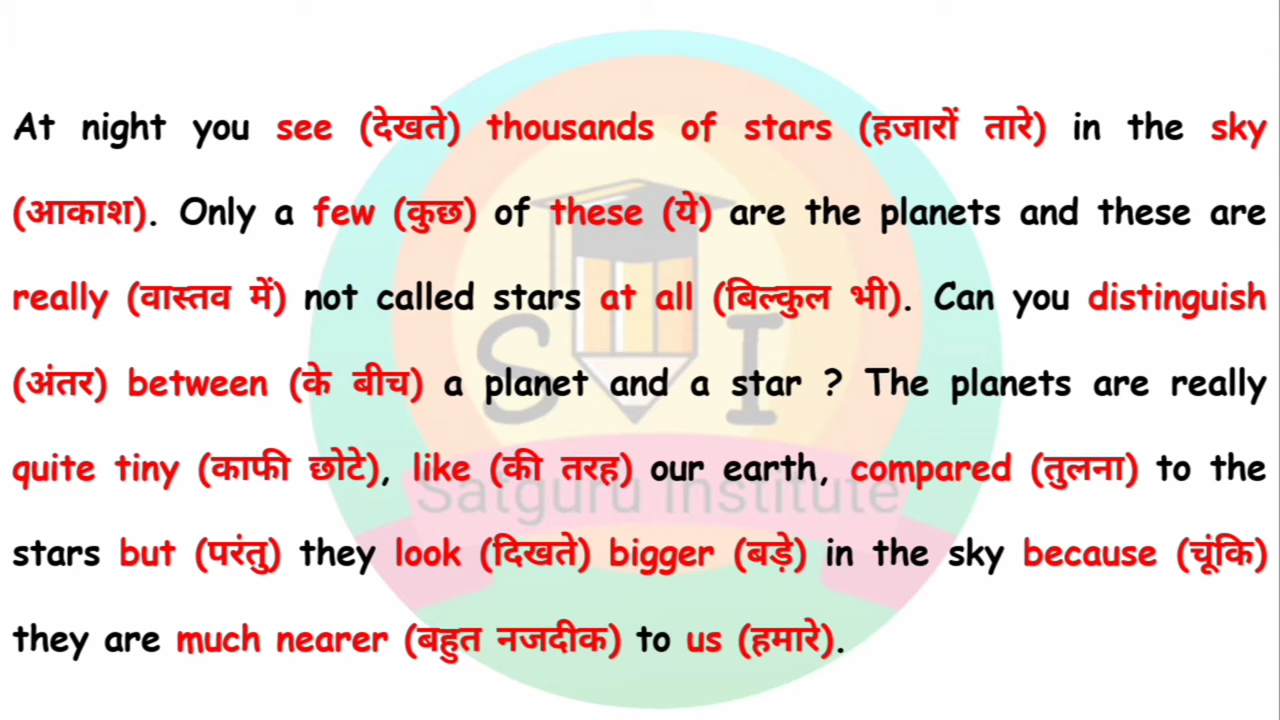 At night you see (देखते) thousands of stars (हजारों तारे) in the sky
(आकाश). Only a few (कुछ) of these (ये) are the planets and these are
really (वास्तव में) not called stars at all (बिल्कुल भी). Can you distinguish
(अंतर) between (के बीच) a planet and a star ? The planets are really
quite tiny (काफी छोटे), like (की तरह) our earth, compared (तुलना) to the
stars but (परंतु) they look (दिखते) bigger (बड़े) in the sky because (चूंकि)
they are much nearer (बहुत नजदीक) to us (हमारे).
S I
Satguru Institute